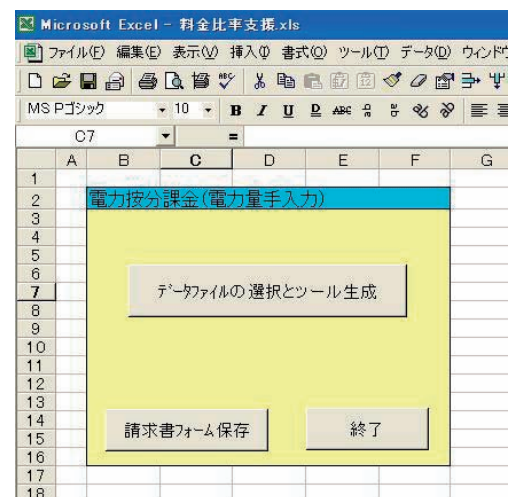 Microsoft Excel - 料金比率支援.xls
ファイル(F) 編集(E) 表示(V) 挿入(I) 書式(O) ツール(T) データ(D) ウィンドウ
MS Pゴシック 10 B I U D ABC
C7 =
A B C D E F G
1
2 電力按分課金(電力量手入力)
3
4
5
6
7 データファイルの選択とツール生成
8
9
10
11
12
13
14
15 請求書フォーム保存 終了
16
17
18